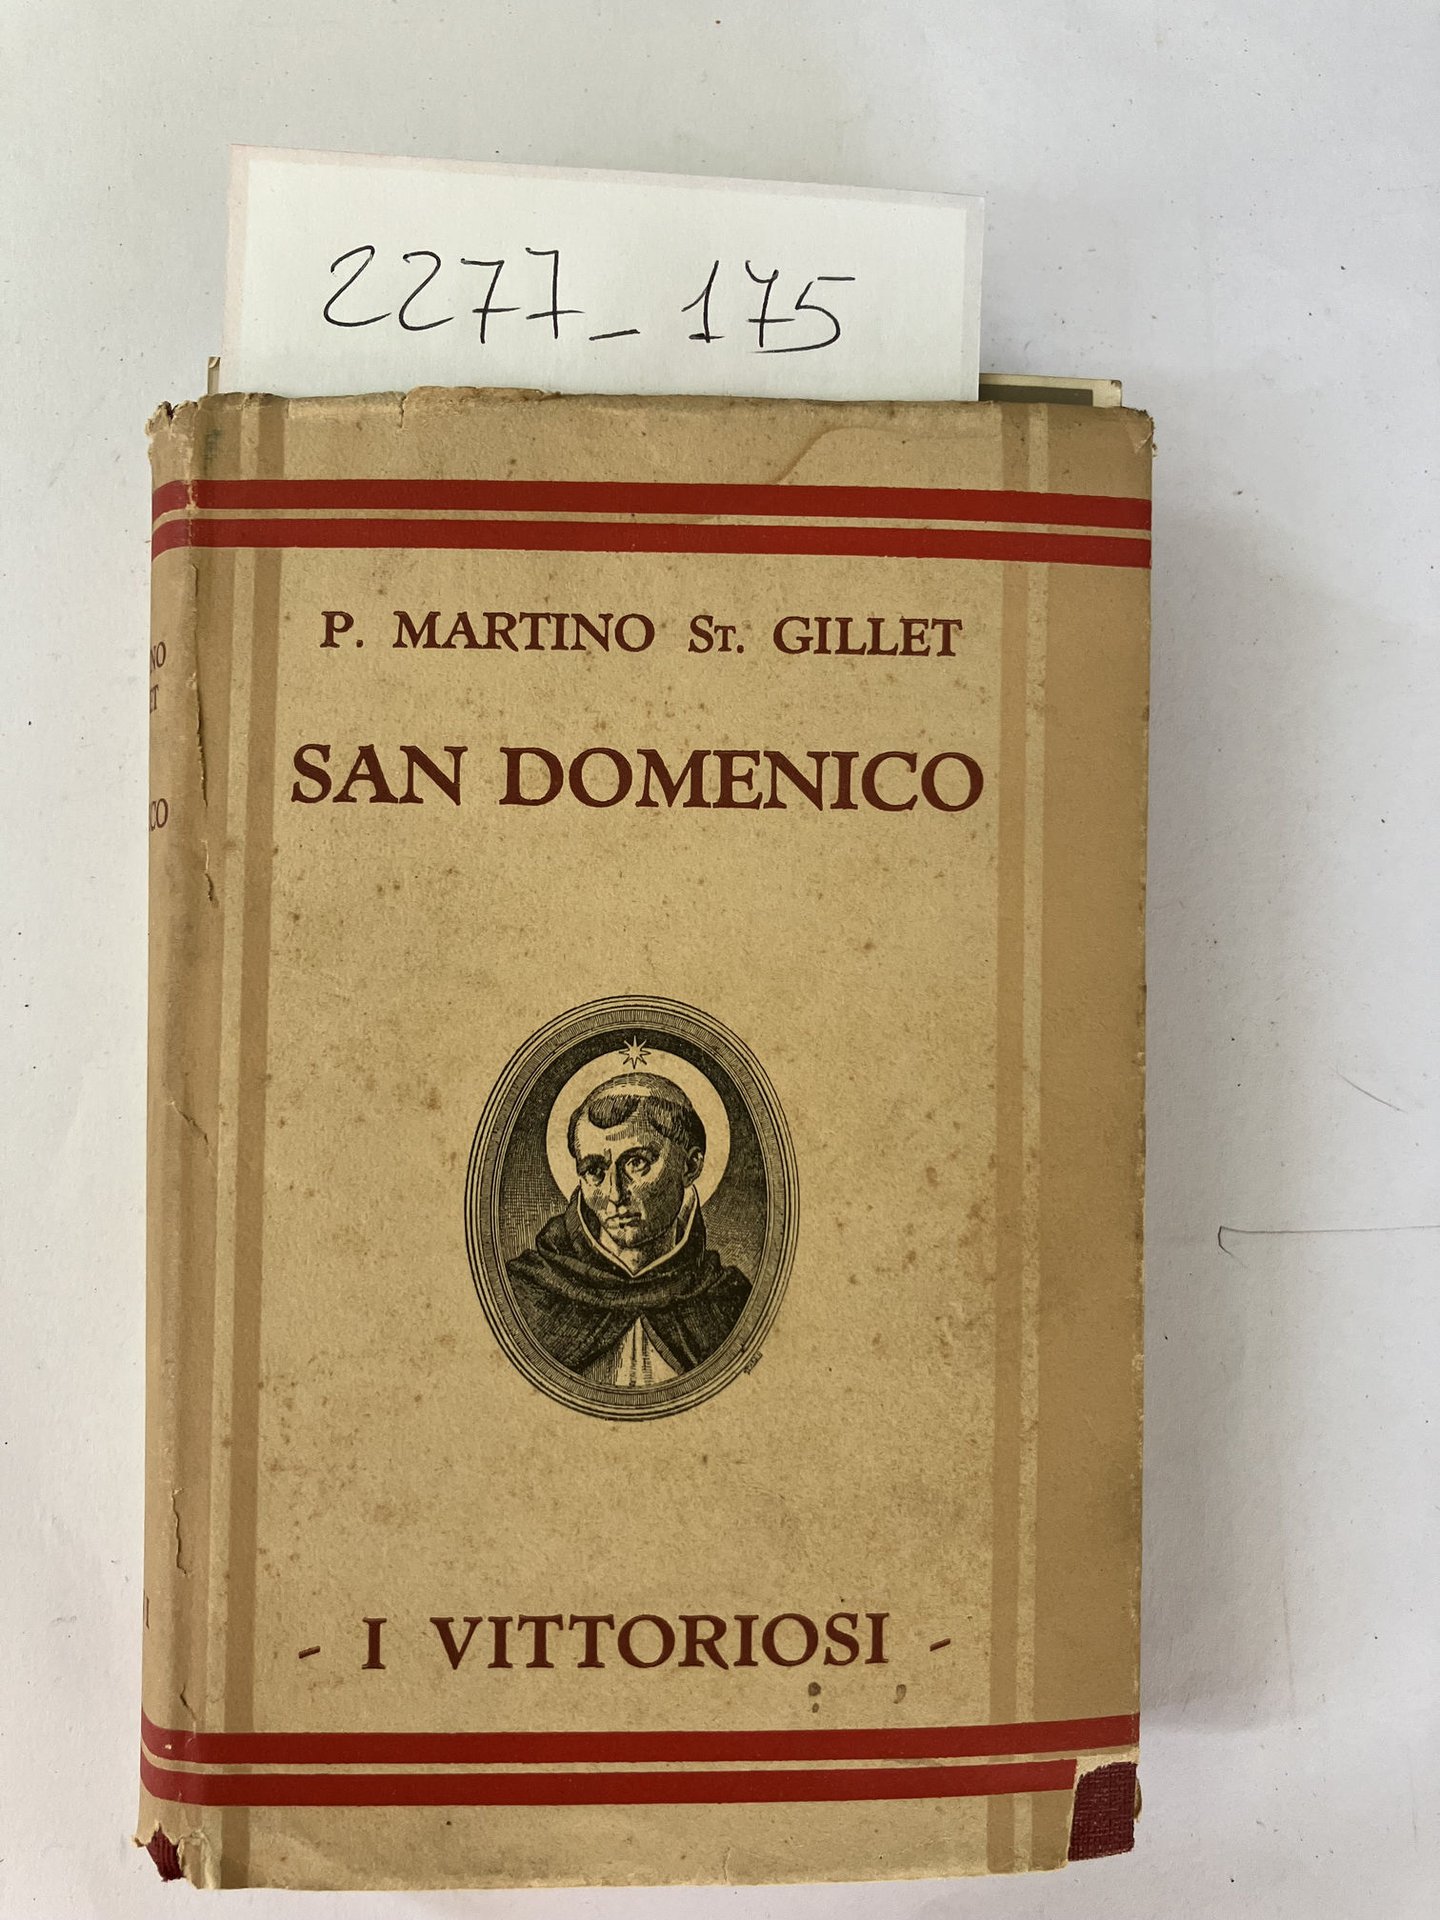 2277_175
P. MARTINO ST. GILLET
SAN DOMENICO
- I VITTORIOSI -